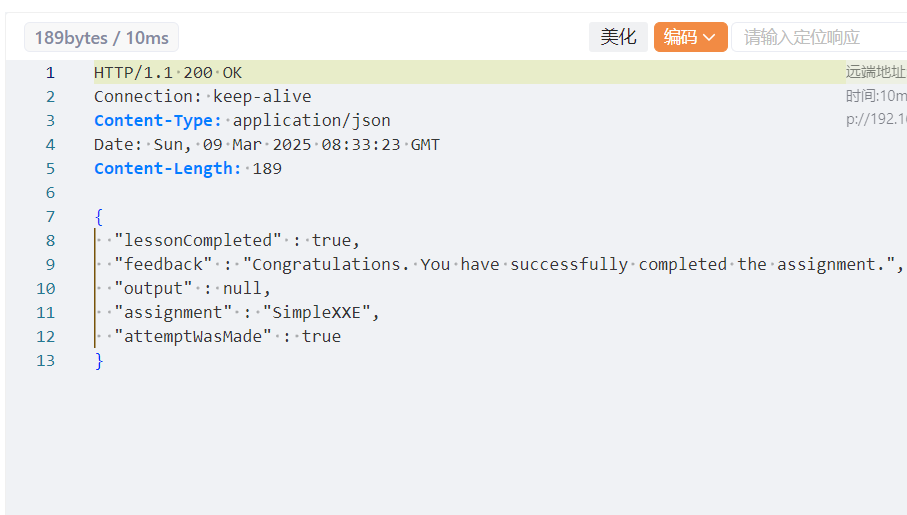 189bytes / 10ms 美化 编码 请输入定位响应
1 HTTP/1.1 200 OK 远端地址
2 Connection: keep-alive 时间:10m
3 Content-Type: application/json p://192.1
4 Date: Sun, 09 Mar 2025 08:33:23 GMT
5 Content-Length: 189
6
7 {
8 "lessonCompleted" : true,
9 "feedback" : "Congratulations. You have successfully completed the assignment.",
10 "output" : null,
11 "assignment" : "SimpleXXE",
12 "attemptWasMade" : true
13 }